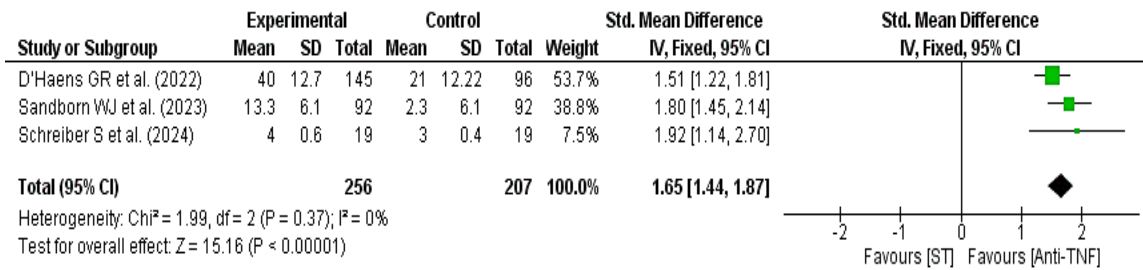 Experimental Control Std. Mean Difference Std. Mean Difference
Study or Subgroup Mean SD Total Mean SD Total Weight IV, Fixed, 95% CI IV, Fixed, 95% CI
D'Haens GR et al. (2022) 40 12.7 145 21 12.22 96 53.7% 1.51 [1.22, 1.81]
Sandborn WJ et al. (2023) 13.3 6.1 92 2.3 6.1 92 38.8% 1.80 [1.45, 2.14]
Schreiber S et al. (2024) 4 0.6 19 3 0.4 19 7.5% 1.92 [1.14, 2.70]
Total (95% CI) 256 207 100.0% 1.65 [1.44, 1.87]
Heterogeneity: Chi² = 1.99, df = 2 (P = 0.37); I² = 0%
Test for overall effect: Z = 15.16 (P < 0.00001)
-2 -1 0 1 2
Favours [ST] Favours [Anti-TNF]